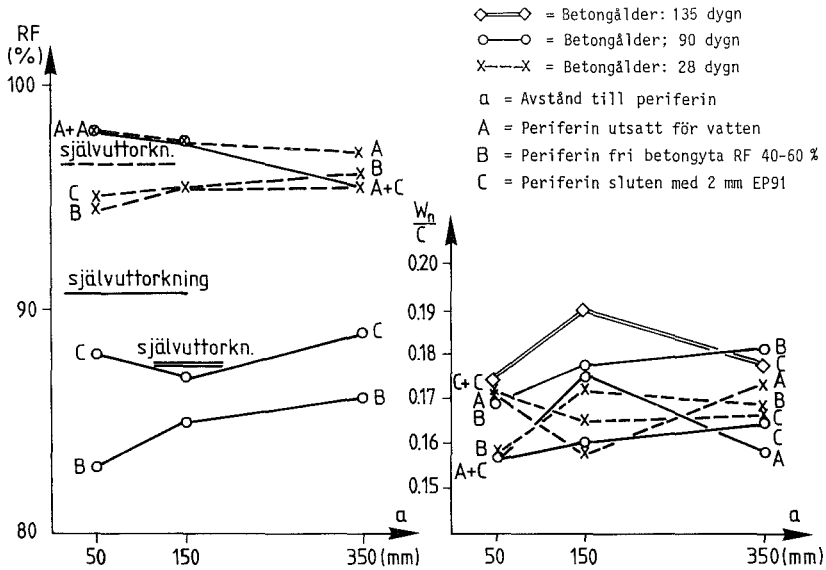 = Betongålder: 135 dygn
= Betongålder; 90 dygn
x--x = Betongålder: 28 dygn
a = Avstånd till periferin
A = Periferin utsatt för vatten
B = Periferin fri betongyta RF 40-60 %
C = Periferin sluten med 2 mm EP91
RF
(%)
100
90
80
A+A
självuttorkn.
C
B
A
B
A+C
självuttorkning
C
självuttorkn.
C
B
B
a
50
150
350 (mm)
Wn
C
0.20
0.19
0.18
0.17
0.16
0.15
C+C
A
B
B
A+C
B
C
A
B
C
C
A
a
50
150
350 (mm)